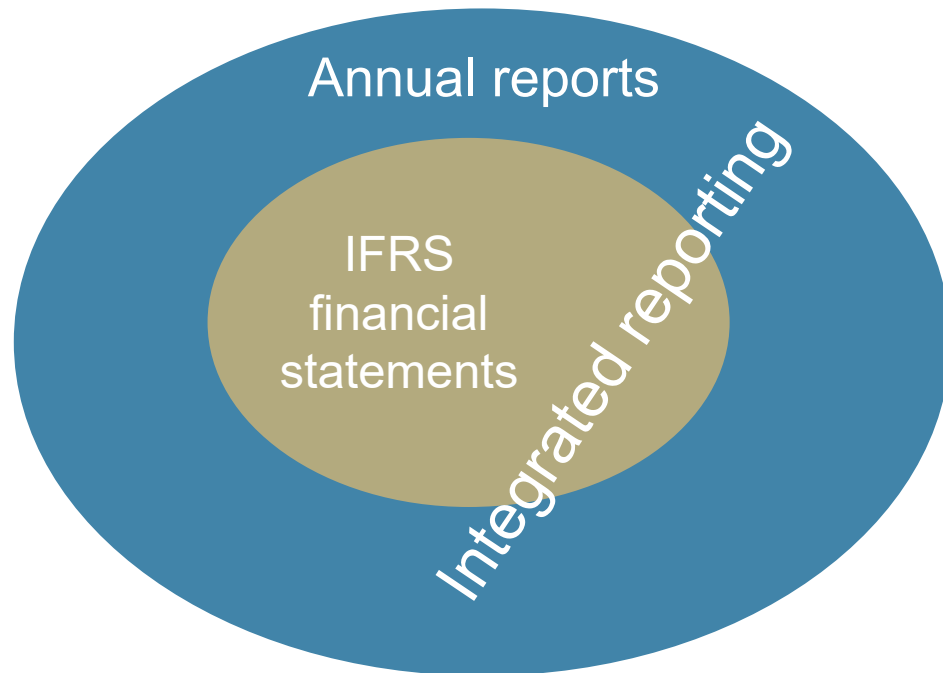 Annual reports
IFRS
financial
statements
Integrated reporting